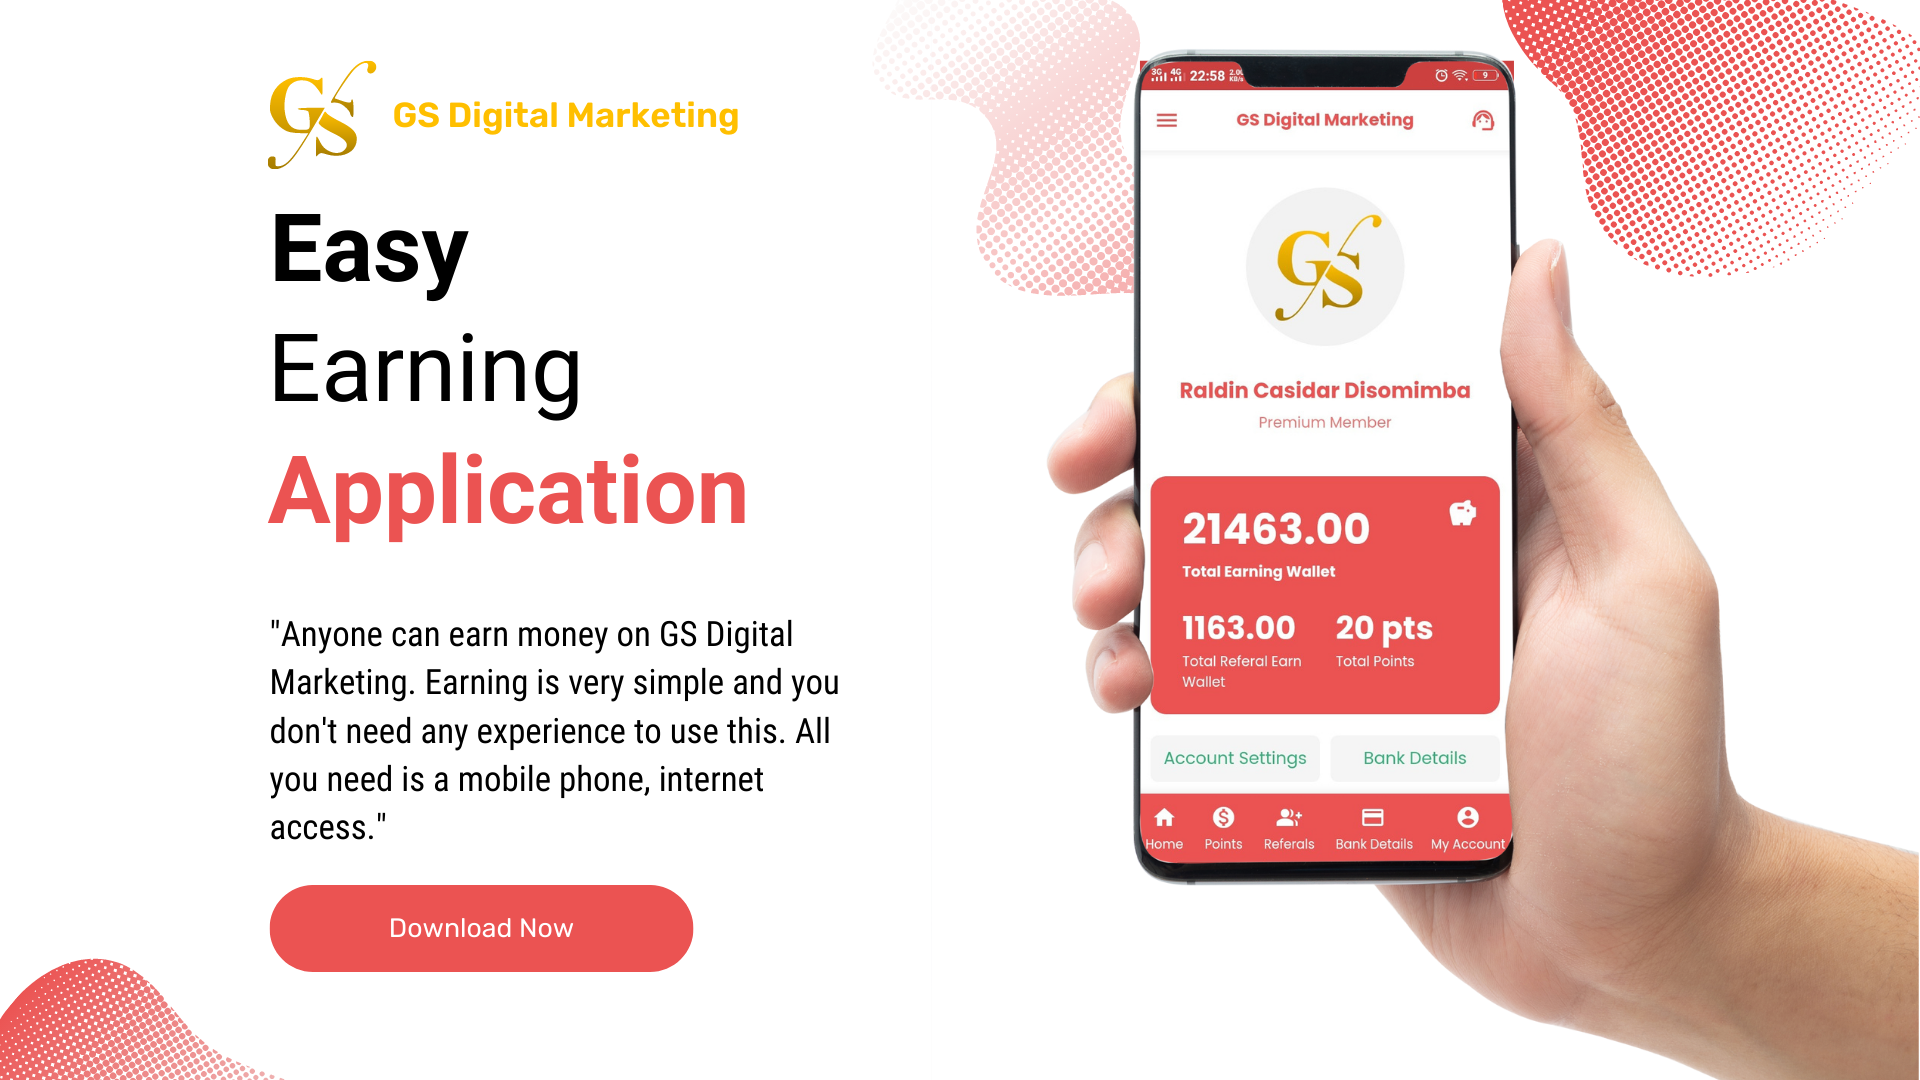 GS
GS Digital Marketing
Easy
Earning
Application
"Anyone can earn money on GS Digital
Marketing. Earning is very simple and you
don't need any experience to use this. All
you need is a mobile phone, internet
access."
Download Now
3G 4G 22:58 2.00 KB/s 9
GS Digital Marketing
GS
Raldin Casidar Disomimba
Premium Member
21463.00
Total Earning Wallet
1163.00 20 pts
Total Referal Earn Total Points
Wallet
Account Settings Bank Details
Home Points Referals Bank Details My Account